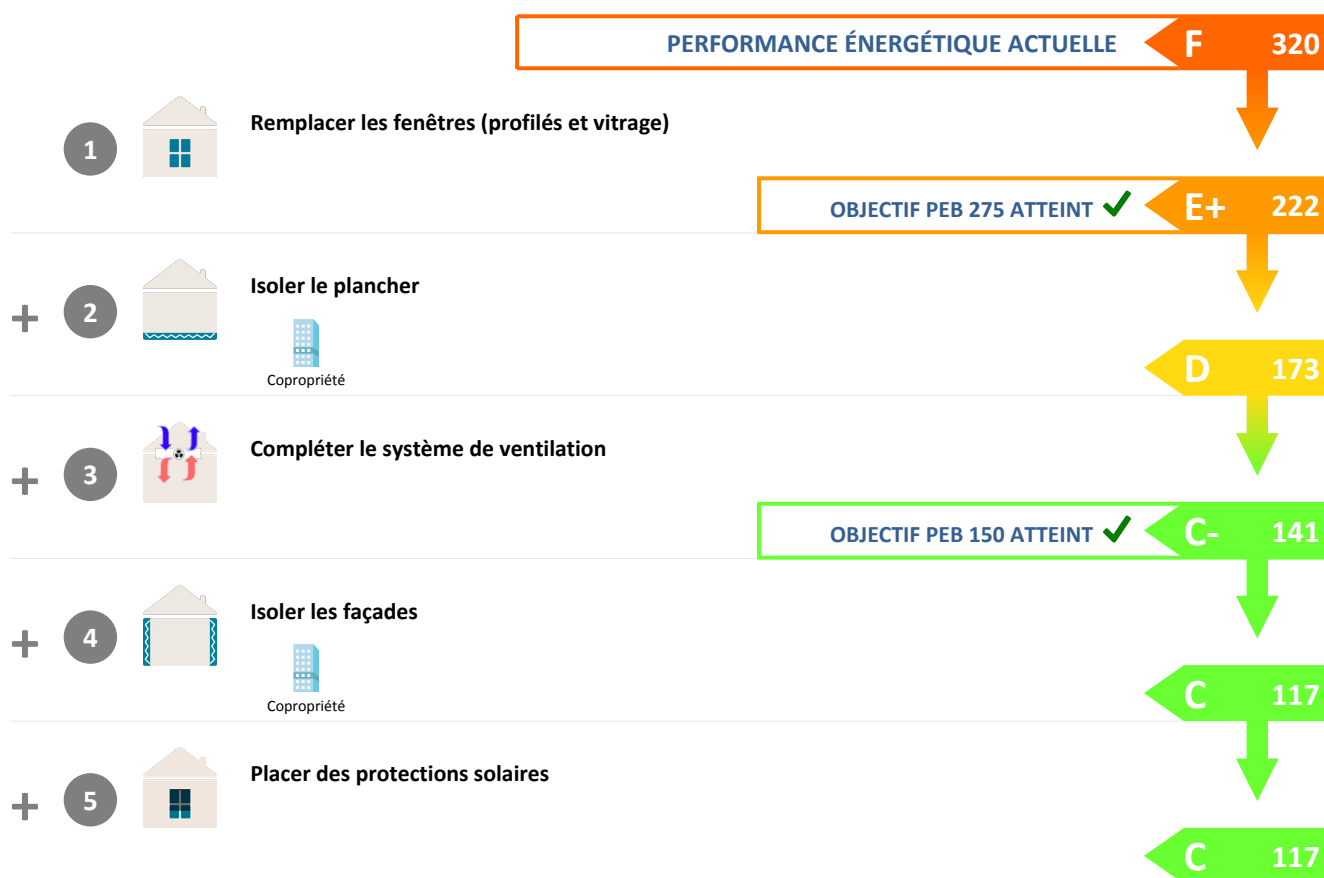 PERFORMANCE ÉNERGÉTIQUE ACTUELLE F 320
1 Remplacer les fenêtres (profilés et vitrage)
OBJECTIF PEB 275 ATTEINT E+ 222
+ 2 Isoler le plancher
Copropriété
D 173
+ 3 Compléter le système de ventilation
OBJECTIF PEB 150 ATTEINT C- 141
+ 4 Isoler les façades
Copropriété
C 117
+ 5 Placer des protections solaires
C 117